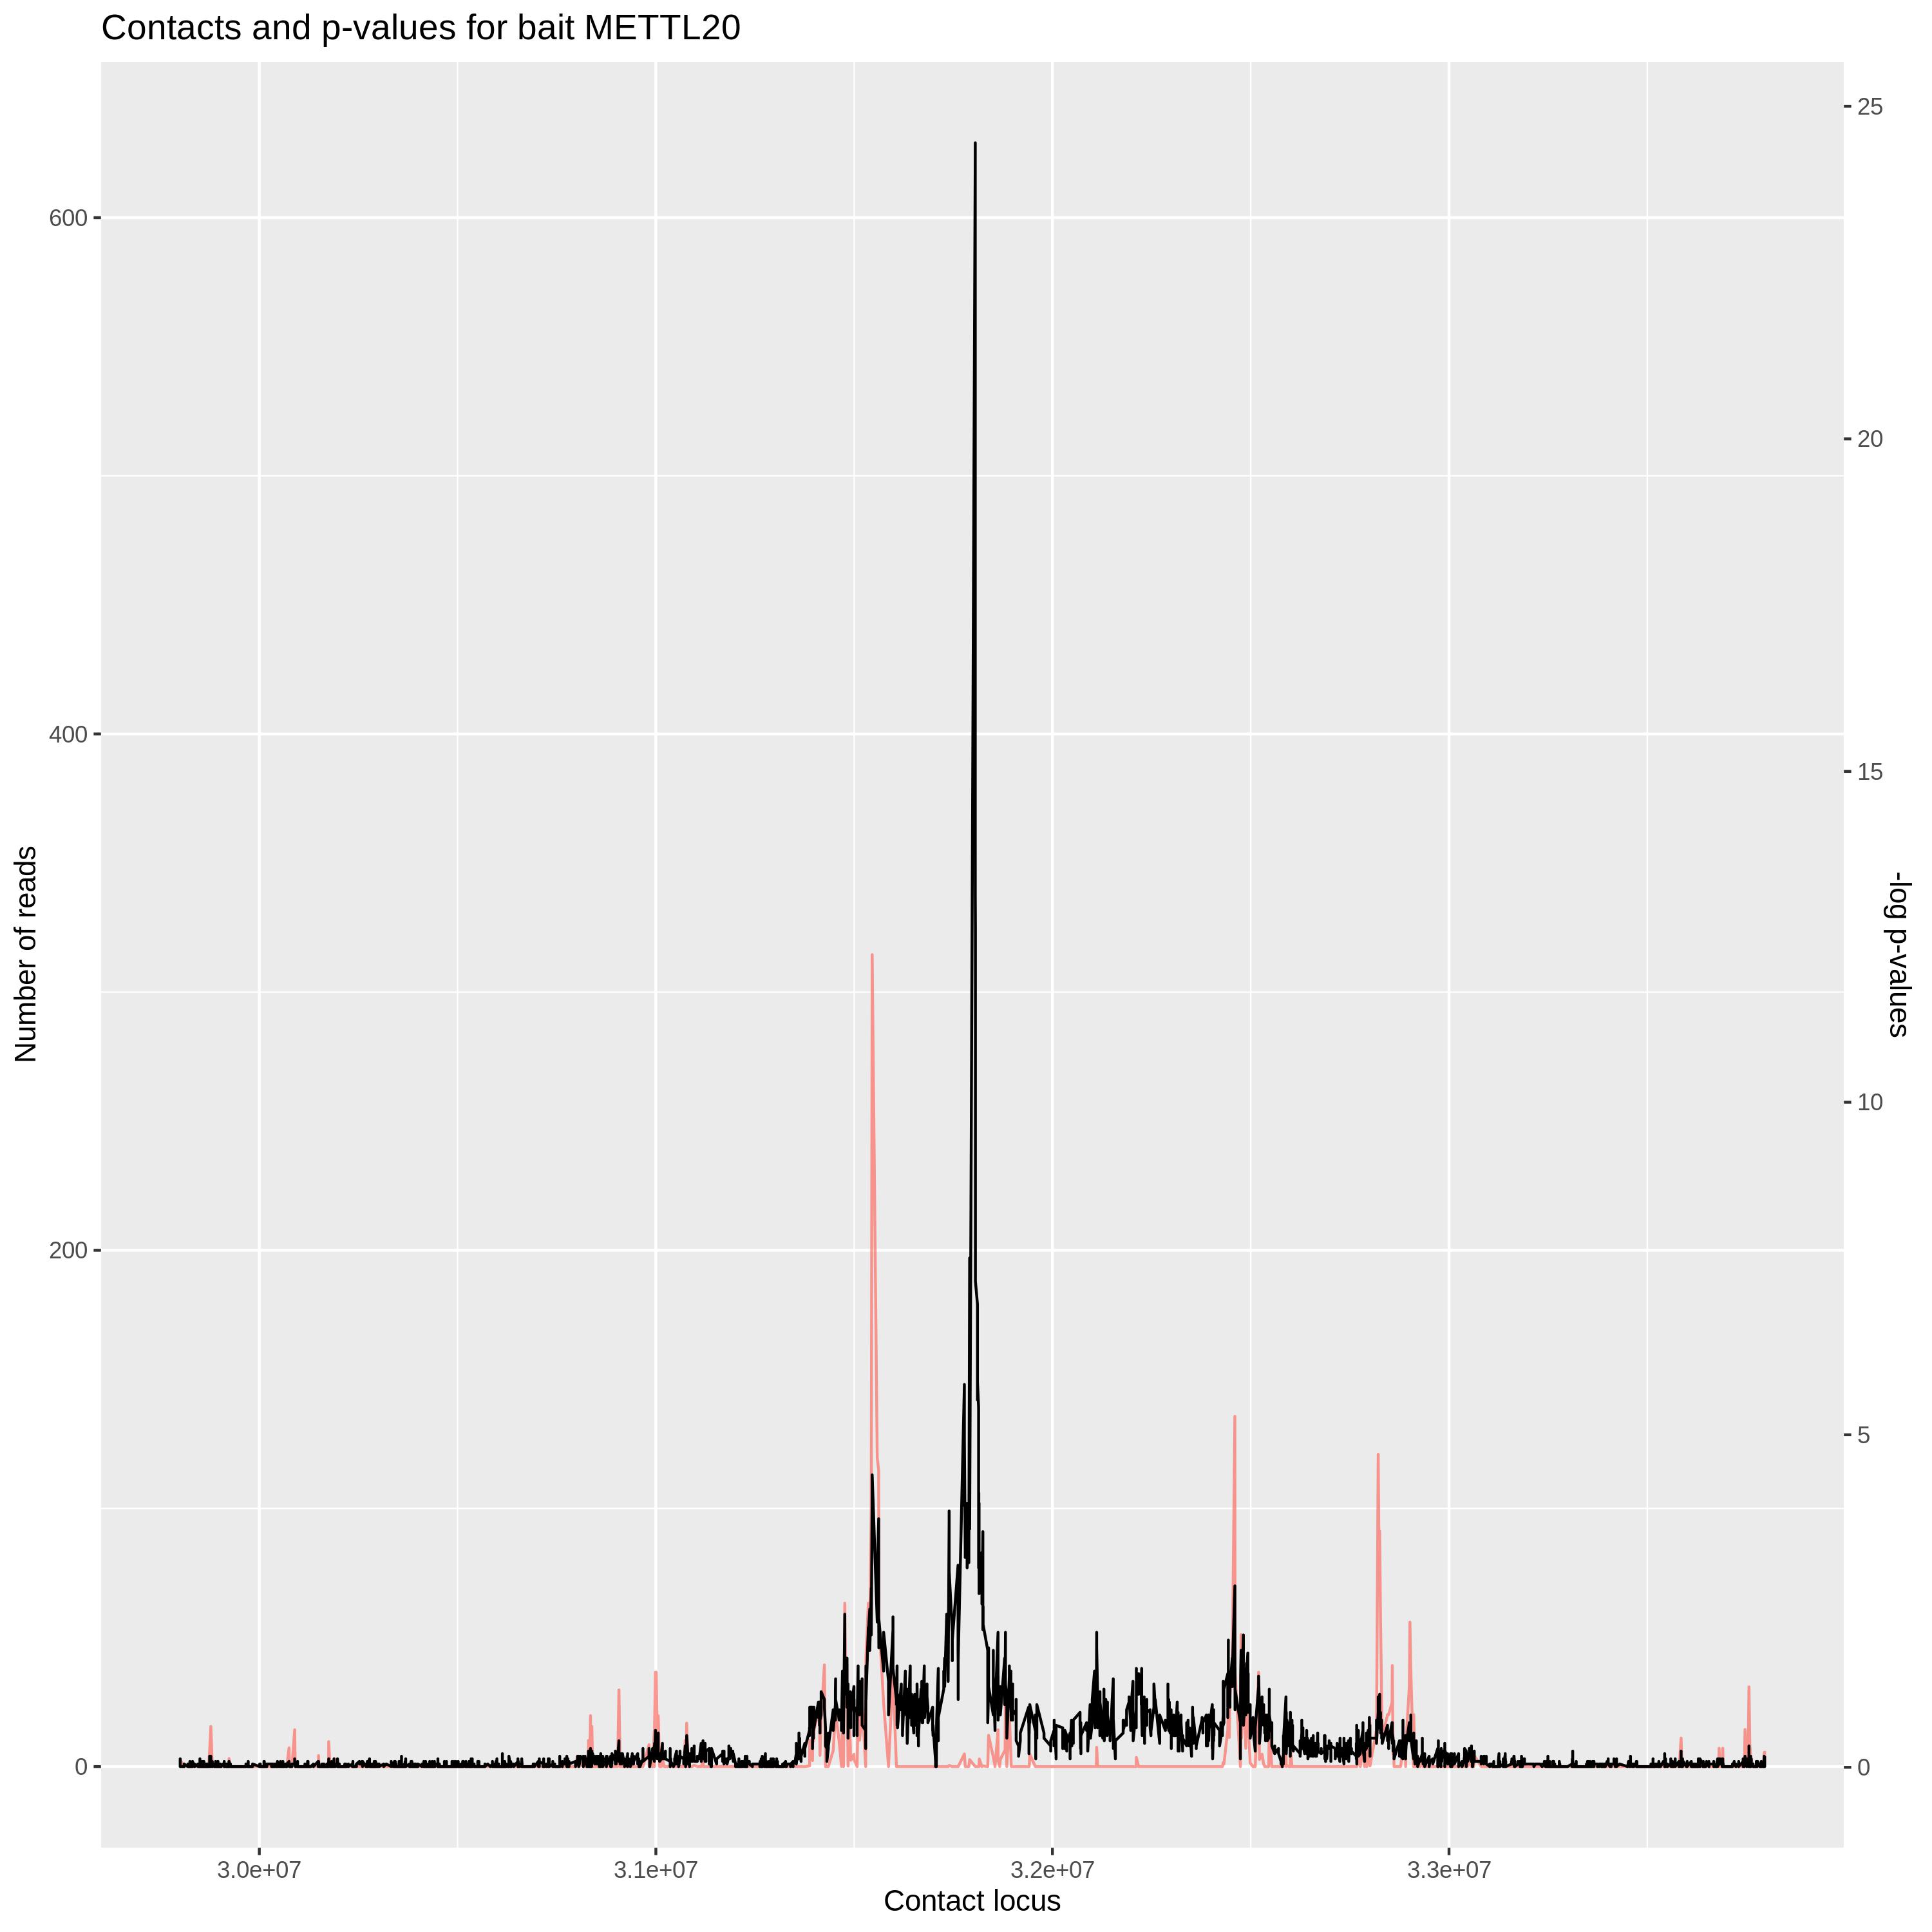 Contacts and p-values for bait METTL20
600
400
200
0
Number of reads
25
20
15
10
5
0
-log p-values
3.0e+07
3.1e+07
3.2e+07
3.3e+07
Contact locus